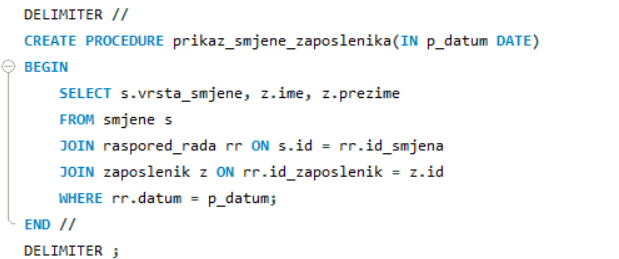 DELIMITER //
CREATE PROCEDURE prikaz_smjene_zaposlenika(IN p_datum DATE)
BEGIN
    SELECT s.vrsta_smjene, z.ime, z.prezime
    FROM smjene s
    JOIN raspored_rada rr ON s.id = rr.id_smjena
    JOIN zaposlenik z ON rr.id_zaposlenik = z.id
    WHERE rr.datum = p_datum;
END //
DELIMITER ;